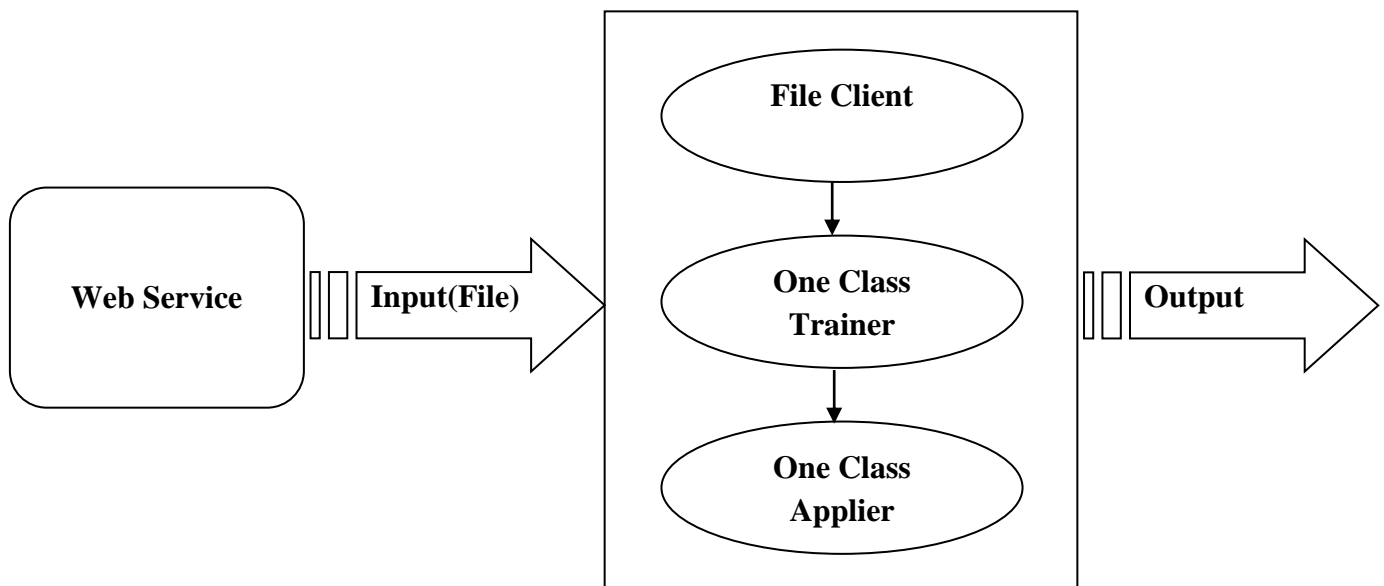 File Client
Web Service
Input(File)
One Class
Trainer
Output
One Class
Applier